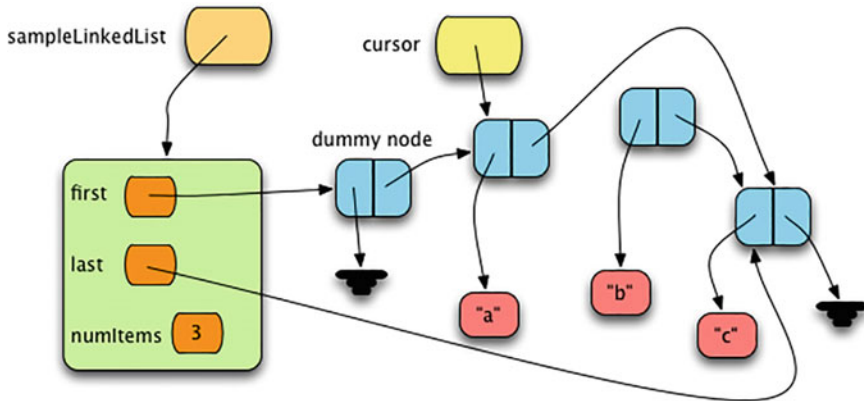 sampleLinkedList
cursor
dummy node
first
last
numItems
3
"a"
"b"
"c"